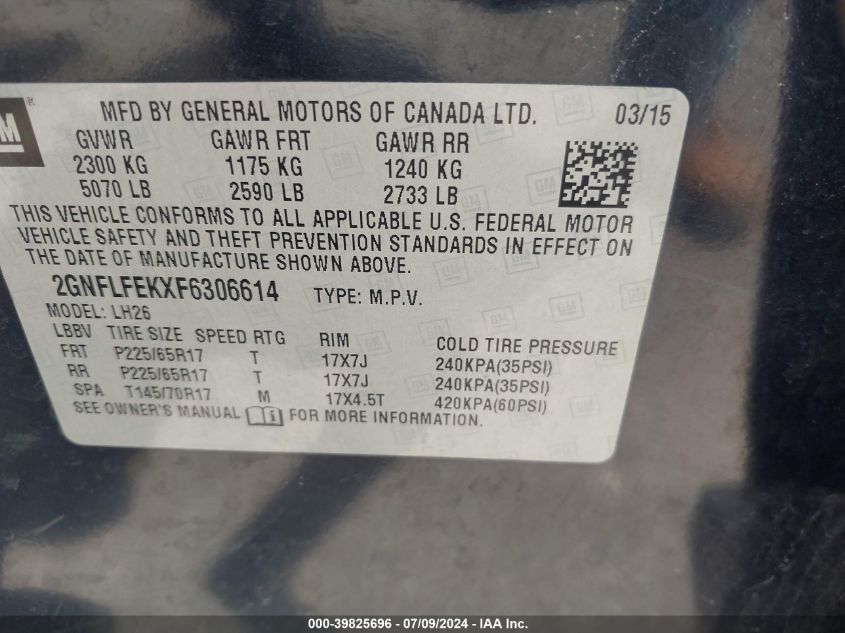 GM ®
MFD BY GENERAL MOTORS OF CANADA LTD. 03/15
GVWR GAWR FRT GAWR RR
2300 KG 1175 KG 1240 KG
5070 LB 2590 LB 2733 LB
THIS VEHICLE CONFORMS TO ALL APPLICABLE U.S. FEDERAL MOTOR
VEHICLE SAFETY AND THEFT PREVENTION STANDARDS IN EFFECT ON
THE DATE OF MANUFACTURE SHOWN ABOVE.
2GNFLFEKXF6306614 TYPE: M.P.V.
MODEL: LH26
LBBV TIRE SIZE SPEED RTG RIM COLD TIRE PRESSURE
FRT P225/65R17 T 17X7J 240KPA(35PSI)
RR P225/65R17 T 17X7J 240KPA(35PSI)
SPA T145/70R17 M 17X4.5T 420KPA(60PSI)
SEE OWNER'S MANUAL FOR MORE INFORMATION.
000-39825696 - 07/09/2024 - IAA Inc.